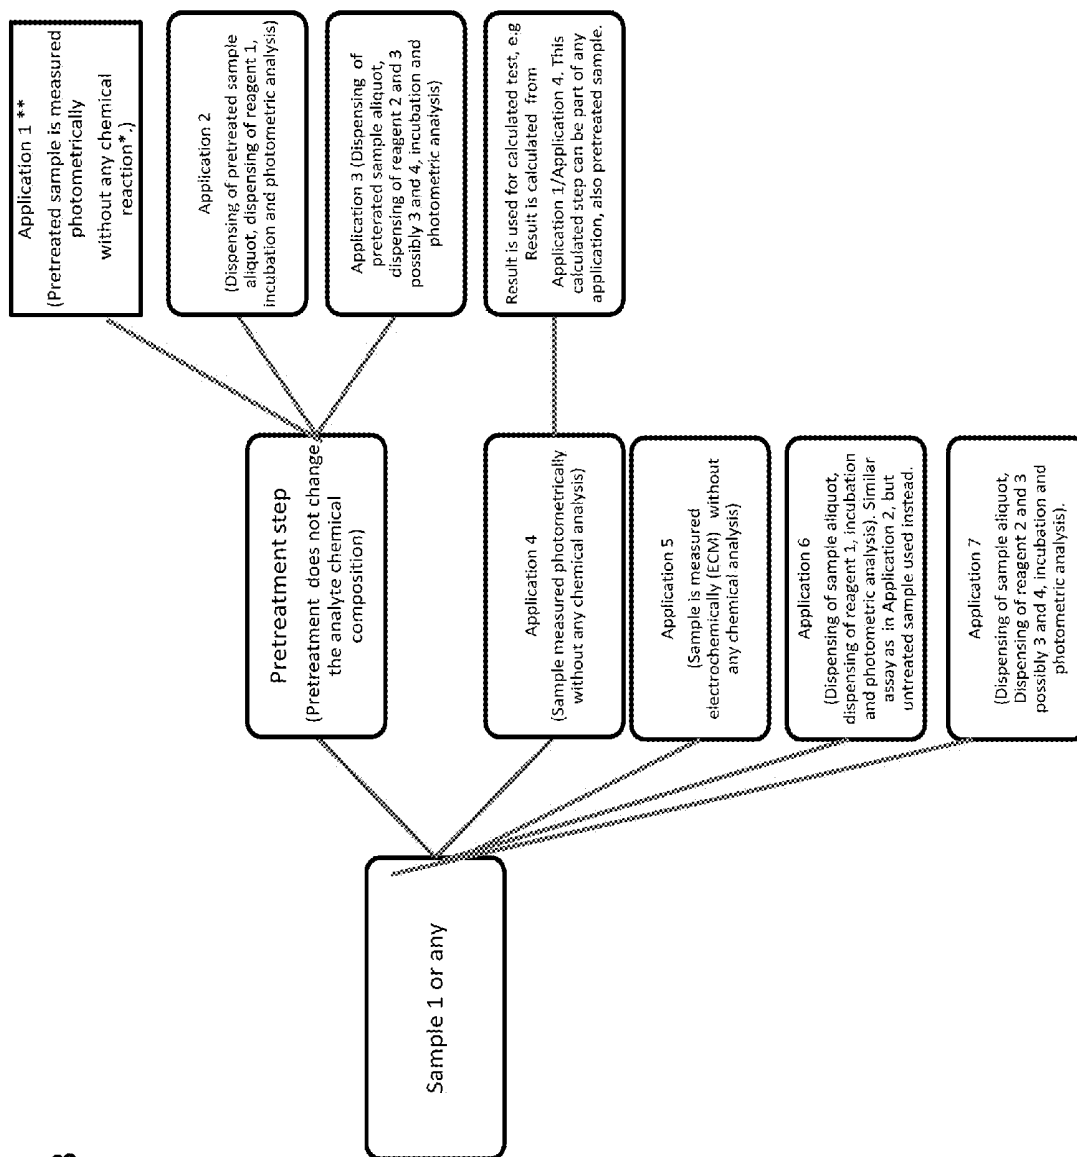 Sample 1 or any
Pretreatment step
(Pretreatment does not change
the analyte chemical
composition)
Application 4
(Sample measured photometrically
without any chemical analysis)
Application 5
(Sample is measured
electrochemically (ECM) without
any chemical analysis)
Application 6
(Dispensing of sample aliquot,
dispensing of reagent 1, incubation
and photometric analysis). Similar
assay as in Application 2, but
untreated sample used instead.
Application 7
(Dispensing of sample aliquot,
Dispensing of reagent 2 and 3
possibly 3 and 4, incubation and
photometric analysis).
Application 1 **
(Pretreated sample is measured
photometrically
without any chemical
reaction*.)
Application 2
(Dispensing of pretreated sample
aliquot, dispensing of reagent 1,
incubation and photometric analysis)
Application 3 (Dispensing of
preterated sample aliquot,
dispensing of reagent 2 and 3
possibly 3 and 4, incubation and
photometric analysis)
Result is used for calculated test, e.g
Result is calculated from
Application 1/Application 4. This
calculated step can be part of any
application, also pretreated sample.